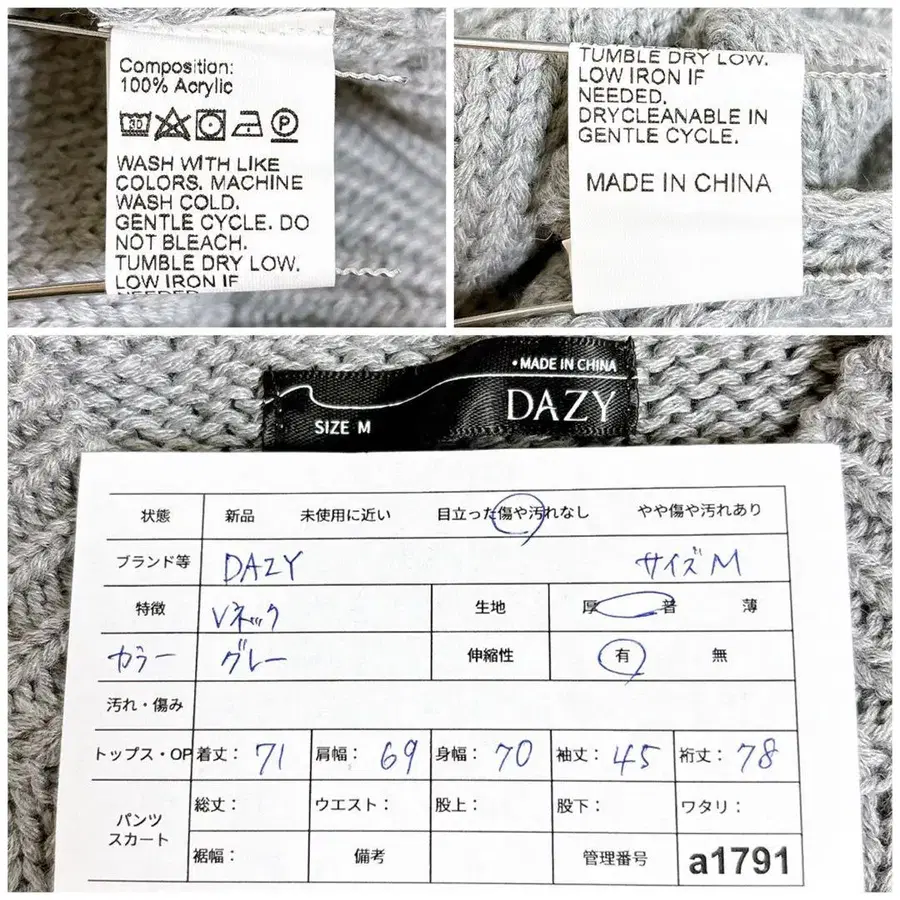 Composition:
100% Acrylic
30
P
WASH WITH LIKE
COLORS. MACHINE
WASH COLD.
GENTLE CYCLE. DO
NOT BLEACH.
TUMBLE DRY LOW.
LOW IRON IF
NEEDED.
TUMBLE DRY LOW.
LOW IRON IF
NEEDED.
DRYCLEANABLE IN
GENTLE CYCLE.
MADE IN CHINA
•MADE IN CHINA
DAZY
SIZE M
状態 新品 未使用に近い 目立った傷や汚れなし やや傷や汚れあり
ブランド等 DAZY サイズM
特徴 Vネック 生地 厚 普 薄
カラー グレー 伸縮性 有 無
汚れ・傷み
トップス・OP 着丈: 71 肩幅: 69 身幅: 70 袖丈: 45 裄丈: 78
パンツ
スカート
総丈: ウエスト: 股上: 股下: ワタリ:
裾幅: 備考 管理番号 a1791